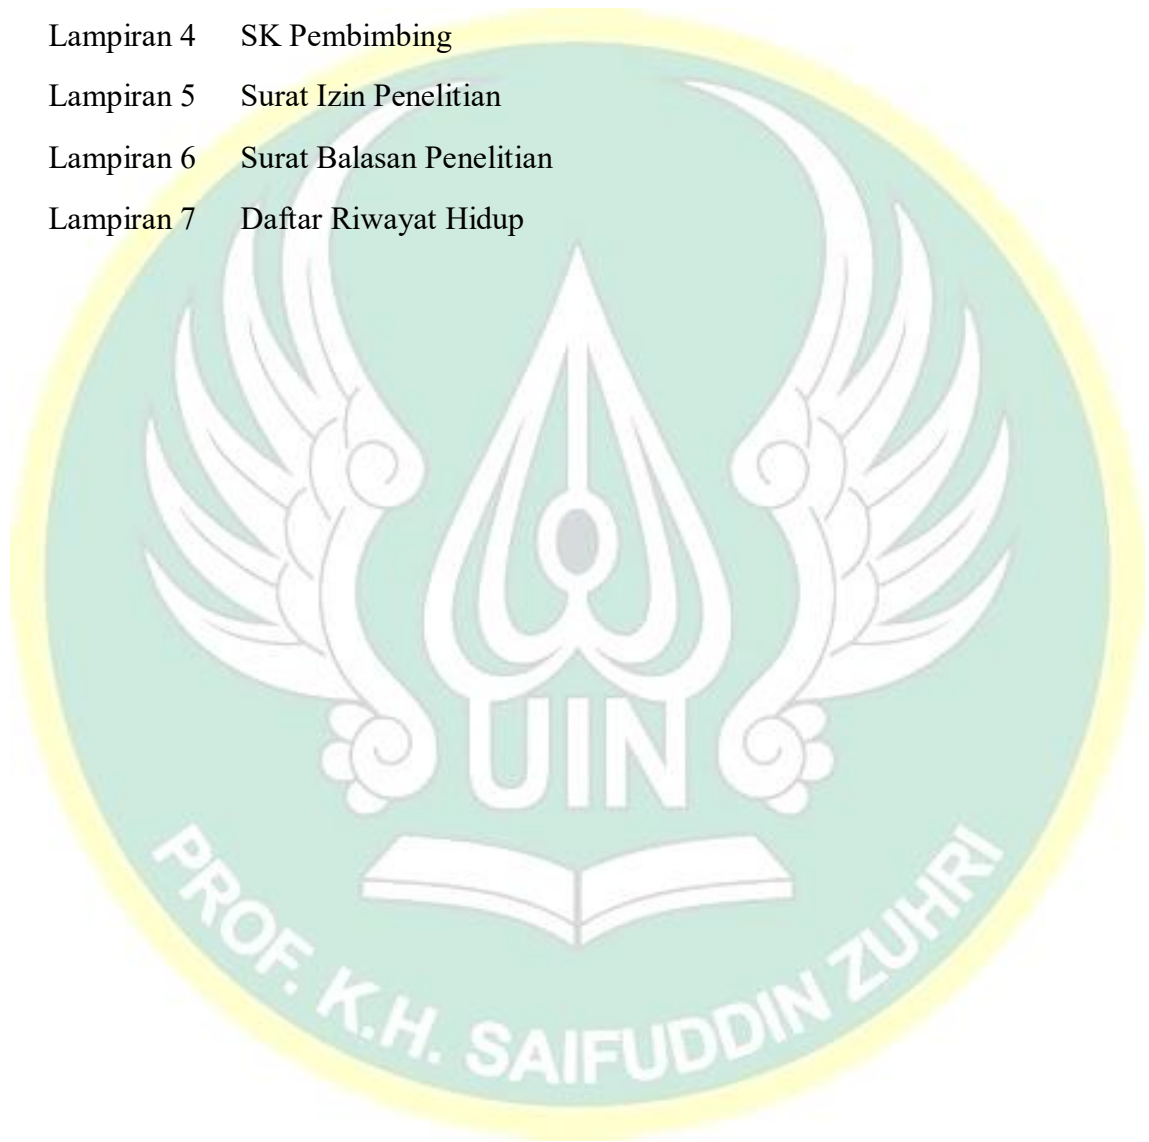 Lampiran 4 SK Pembimbing
Lampiran 5 Surat Izin Penelitian
Lampiran 6 Surat Balasan Penelitian
Lampiran 7 Daftar Riwayat Hidup
UIN
PROF. K.H. SAIFUDDIN ZUHRI